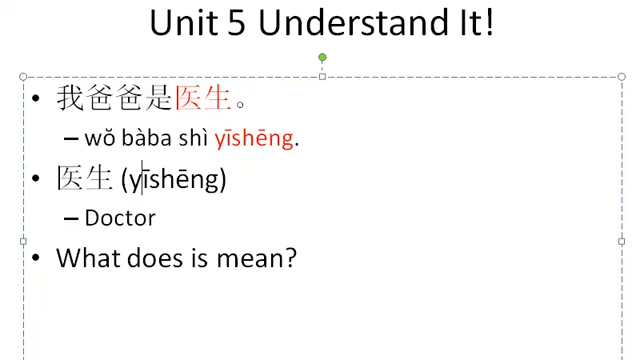 Unit 5 Understand It!
• 我爸爸是医生。
– wǒ bàba shì yīshēng.
• 医生 (yīshēng)
– Doctor
• What does is mean?